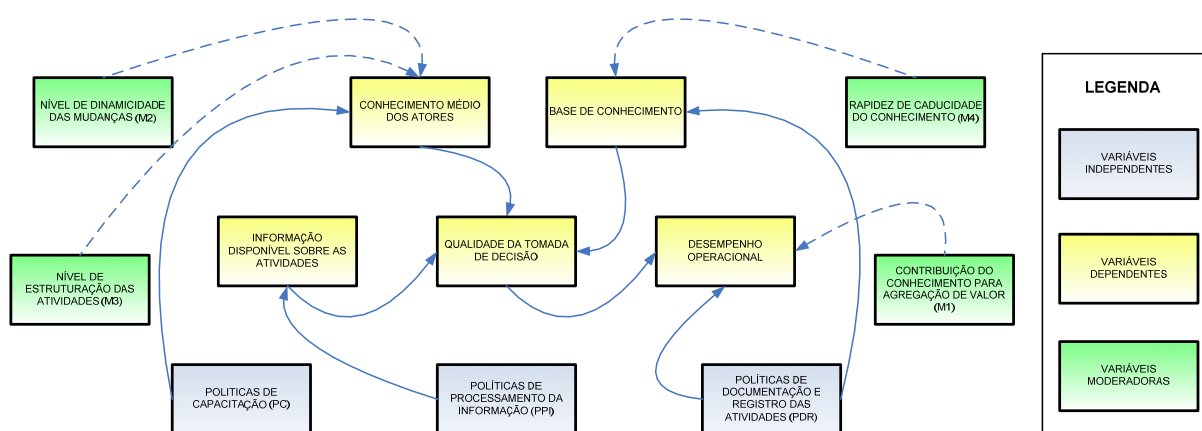 NÍVEL DE DINAMICIDADE
DAS MUDANÇAS (M2)
CONHECIMENTO MÉDIO
DOS ATORES
BASE DE CONHECIMENTO
RAPIDEZ DE CADUCIDADE
DO CONHECIMENTO (M4)
NÍVEL DE
ESTRUTURAÇÃO DAS
ATIVIDADES (M3)
INFORMAÇÃO
DISPONÍVEL SOBRE AS
ATIVIDADES
QUALIDADE DA TOMADA
DE DECISÃO
DESEMPENHO
OPERACIONAL
CONTRIBUIÇÃO DO
CONHECIMENTO PARA
AGREGAÇÃO DE VALOR
(M1)
POLITICAS DE
CAPACITAÇÃO (PC)
POLÍTICAS DE
PROCESSAMENTO DA
INFORMAÇÃO (PPI)
POLÍTICAS DE
DOCUMENTAÇÃO E
REGISTRO DAS
ATIVIDADES (PDR)
LEGENDA
VARIÁVEIS
INDEPENDENTES
VARIÁVEIS
DEPENDENTES
VARIÁVEIS
MODERADORAS